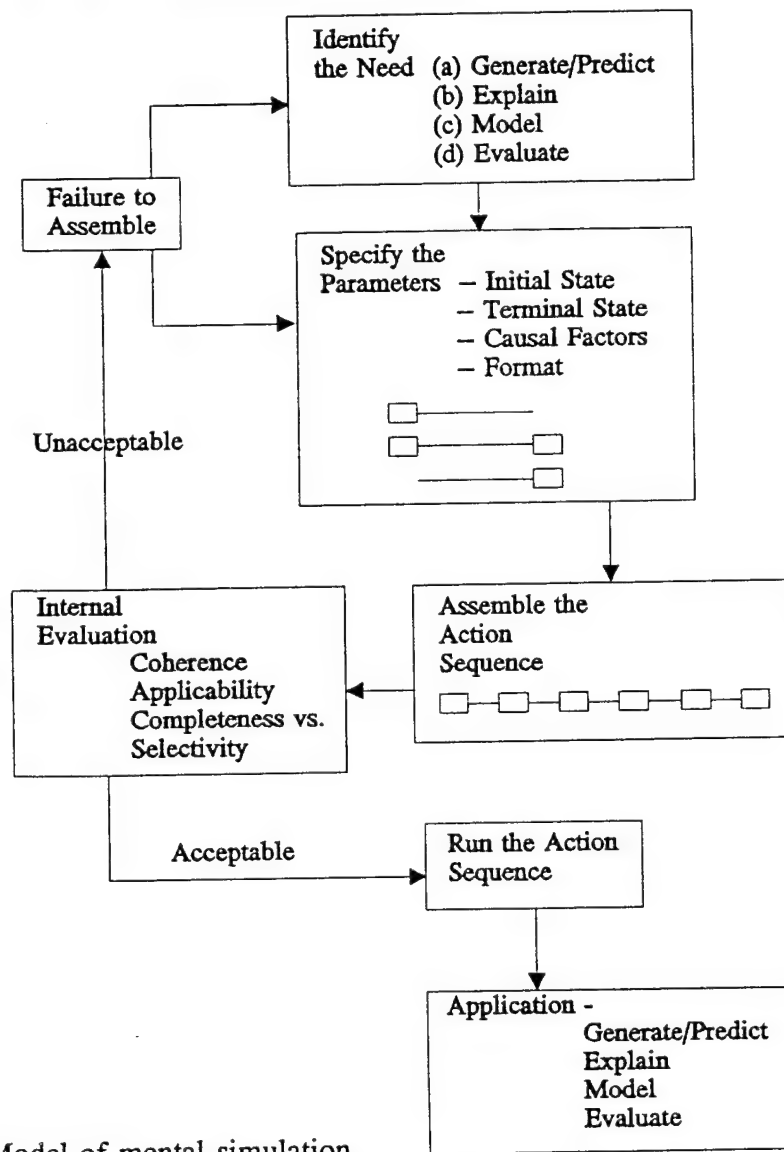 Identify
the Need (a) Generate/Predict
(b) Explain
(c) Model
(d) Evaluate
Failure to
Assemble
Specify the
Parameters – Initial State
– Terminal State
– Causal Factors
– Format
Unacceptable
Internal
Evaluation
Coherence
Applicability
Completeness vs.
Selectivity
Assemble the
Action
Sequence
Acceptable
Run the Action
Sequence
Application -
Generate/Predict
Explain
Model
Evaluate
Model of mental simulation